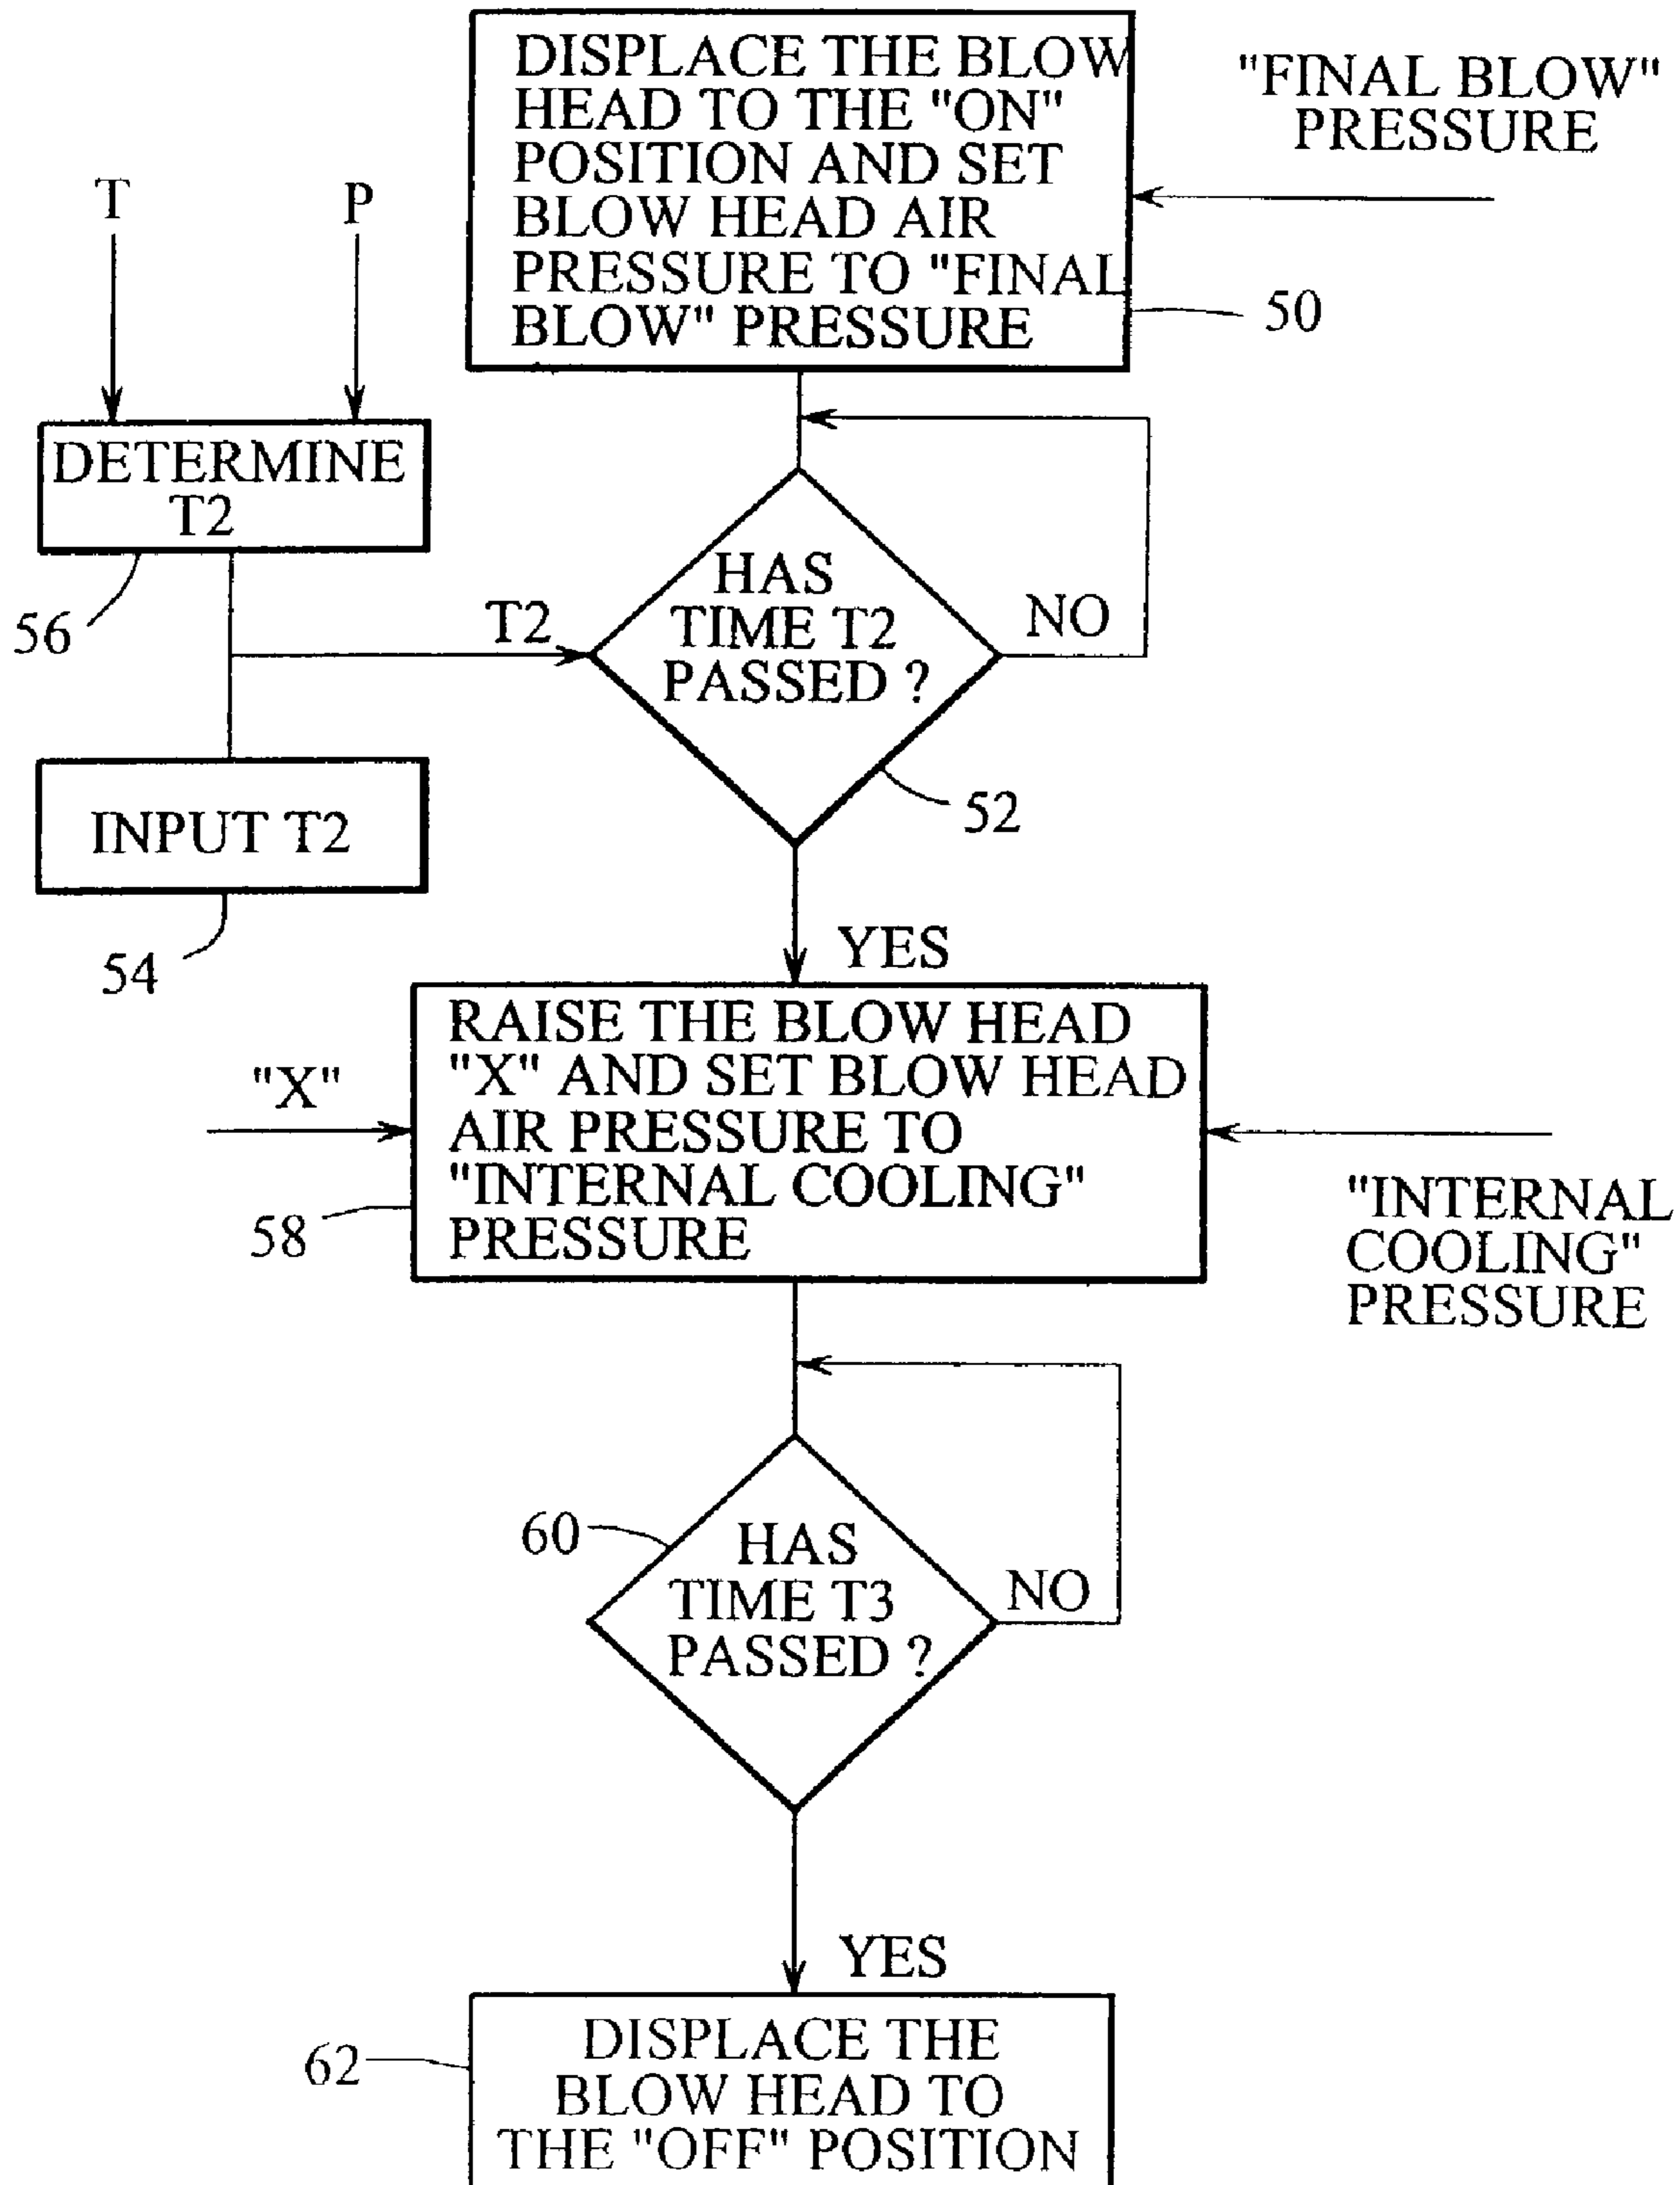 DISPLACE THE BLOW
HEAD TO THE "ON"
POSITION AND SET
BLOW HEAD AIR
PRESSURE TO "FINAL
BLOW" PRESSURE
"FINAL BLOW"
PRESSURE
50
T
P
DETERMINE
T2
56
T2
HAS
TIME T2
PASSED ?
NO
52
INPUT T2
54
YES
RAISE THE BLOW HEAD
"X" AND SET BLOW HEAD
AIR PRESSURE TO
"INTERNAL COOLING"
PRESSURE
"X"
58
"INTERNAL
COOLING"
PRESSURE
60
HAS
TIME T3
PASSED ?
NO
YES
62
DISPLACE THE
BLOW HEAD TO
THE "OFF" POSITION